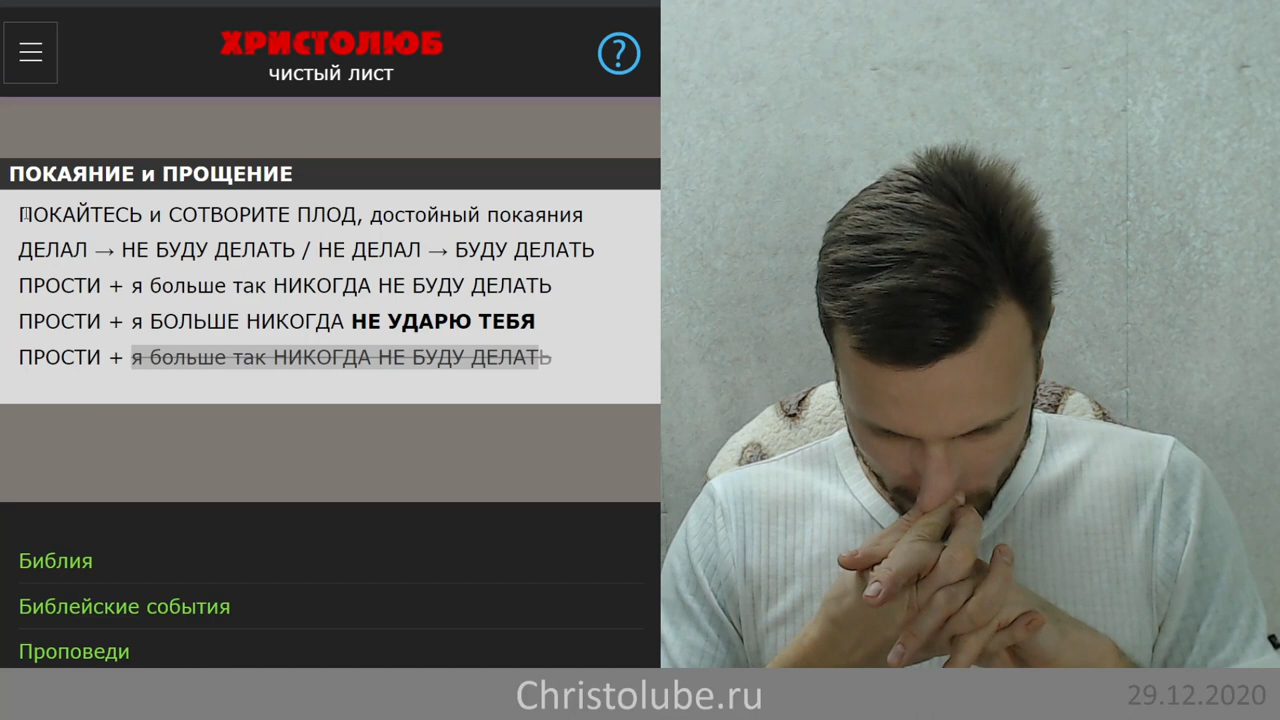 ХРИСТОЛЮБ
чистый лист
?
ПОКАЯНИЕ и ПРОЩЕНИЕ
ПОКАЙТЕСЬ и СОТВОРИТЕ ПЛОД, достойный покаяния
ДЕЛАЛ → НЕ БУДУ ДЕЛАТЬ / НЕ ДЕЛАЛ → БУДУ ДЕЛАТЬ
ПРОСТИ + я больше так НИКОГДА НЕ БУДУ ДЕЛАТЬ
ПРОСТИ + я БОЛЬШЕ НИКОГДА НЕ УДАРЮ ТЕБЯ
ПРОСТИ + я больше так НИКОГДА НЕ БУДУ ДЕЛАТЬ
Библия
Библейские события
Проповеди
Christolube.ru
29.12.2020